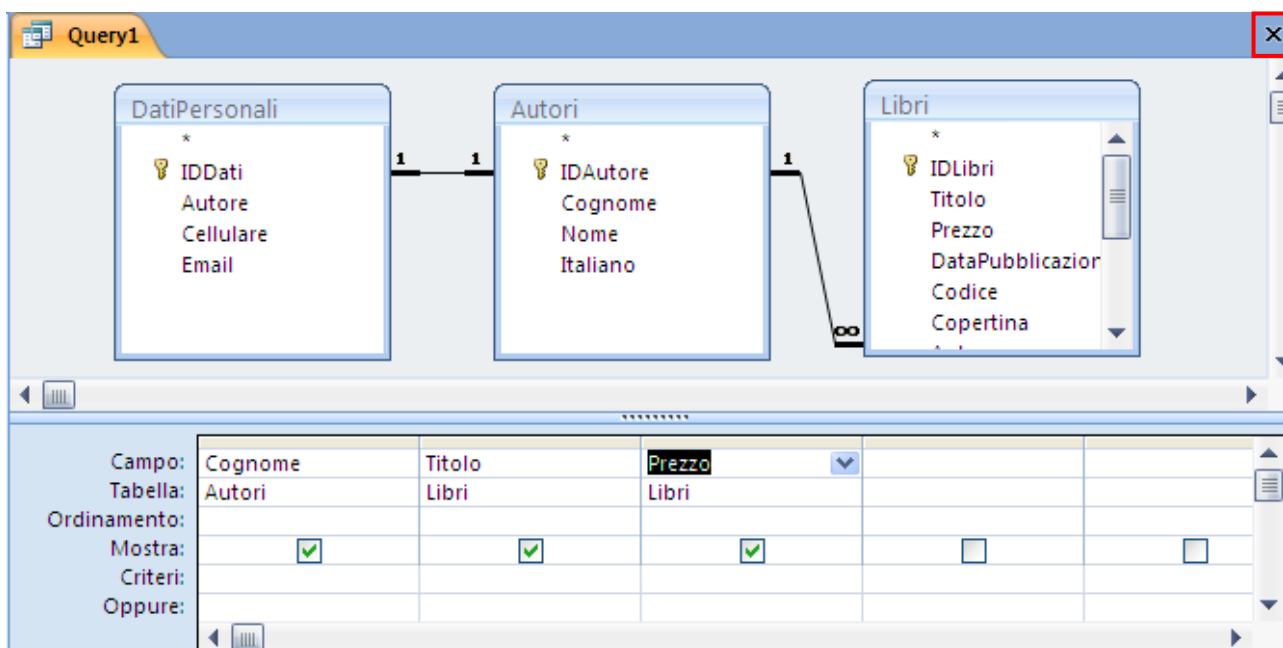 Query1
DatiPersonali
*
IDDati
Autore
Cellulare
Email
1 1
Autori
*
IDAutore
Cognome
Nome
Italiano
1 ∞
Libri
*
IDLibri
Titolo
Prezzo
DataPubblicazion
Codice
Copertina
Campo: Cognome Titolo Prezzo
Tabella: Autori Libri Libri
Ordinamento:
Mostra:
Criteri:
Oppure: